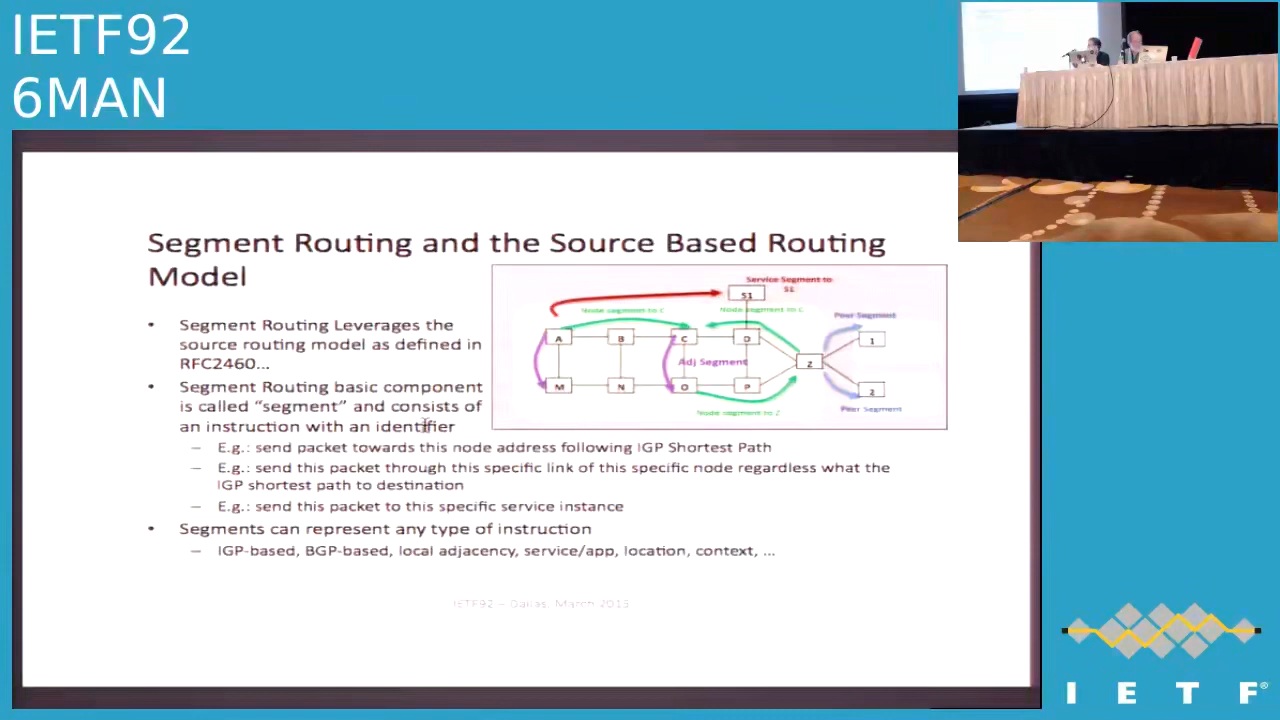 IETF92
6MAN
Segment Routing and the Source Based Routing
Model
• Segment Routing Leverages the
source routing model as defined in
RFC2460...
• Segment Routing basic component
is called “segment” and consists of
an instruction with an identifier
– E.g.: send packet towards this node address following IGP Shortest Path
– E.g.: send this packet through this specific link of this specific node regardless what the
IGP shortest path to destination
– E.g.: send this packet to this specific service instance
• Segments can represent any type of instruction
– IGP-based, BGP-based, local adjacency, service/app, location, context, ...
Service Segment to
S1
S1
Node segment to C
Node segment to C
Peer Segment
A
B
C
D
1
Adj Segment
Z
M
N
O
P
2
Node segment to Z
Peer Segment
IETF92 – Dallas, March 2015
I E T F®